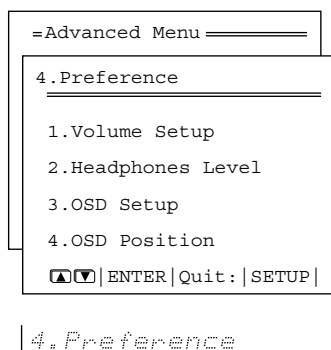 =Advanced Menu
4.Preference
1.Volume Setup
2.Headphones Level
3.OSD Setup
4.OSD Position
▲▼|ENTER|Quit:|SETUP|
4.Preference